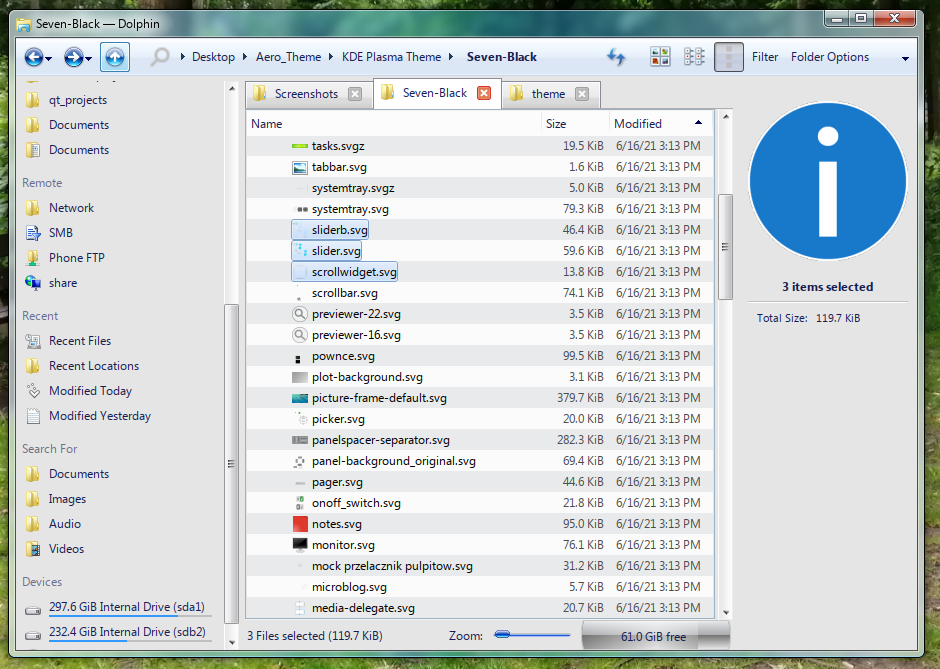 Seven-Black — Dolphin
Desktop Aero_Theme KDE Plasma Theme Seven-Black Filter Folder Options
qt_projects
Documents
Documents
Remote
Network
SMB
Phone FTP
share
Recent
Recent Files
Recent Locations
Modified Today
Modified Yesterday
Search For
Documents
Images
Audio
Videos
Devices
297.6 GiB Internal Drive (sda1)
232.4 GiB Internal Drive (sdb2)
Screenshots Seven-Black theme
Name Size Modified
tasks.svgz 19.5 KiB 6/16/21 3:13 PM
tabbar.svg 1.6 KiB 6/16/21 3:13 PM
systemtray.svgz 5.0 KiB 6/16/21 3:13 PM
systemtray.svg 79.3 KiB 6/16/21 3:13 PM
sliderb.svg 46.4 KiB 6/16/21 3:13 PM
slider.svg 59.6 KiB 6/16/21 3:13 PM
scrollwidget.svg 13.8 KiB 6/16/21 3:13 PM
scrollbar.svg 74.1 KiB 6/16/21 3:13 PM
previewer-22.svg 3.5 KiB 6/16/21 3:13 PM
previewer-16.svg 3.5 KiB 6/16/21 3:13 PM
pownce.svg 99.5 KiB 6/16/21 3:13 PM
plot-background.svg 3.1 KiB 6/16/21 3:13 PM
picture-frame-default.svg 379.7 KiB 6/16/21 3:13 PM
picker.svg 20.0 KiB 6/16/21 3:13 PM
panelspacer-separator.svg 282.3 KiB 6/16/21 3:13 PM
panel-background_original.svg 69.4 KiB 6/16/21 3:13 PM
pager.svg 44.6 KiB 6/16/21 3:13 PM
onoff_switch.svg 21.8 KiB 6/16/21 3:13 PM
notes.svg 95.0 KiB 6/16/21 3:13 PM
monitor.svg 76.1 KiB 6/16/21 3:13 PM
mock przelacznik pulpitow.svg 31.2 KiB 6/16/21 3:13 PM
microblog.svg 5.7 KiB 6/16/21 3:13 PM
media-delegate.svg 20.7 KiB 6/16/21 3:13 PM
3 Files selected (119.7 KiB) Zoom: 61.0 GiB free
3 items selected
Total Size: 119.7 KiB